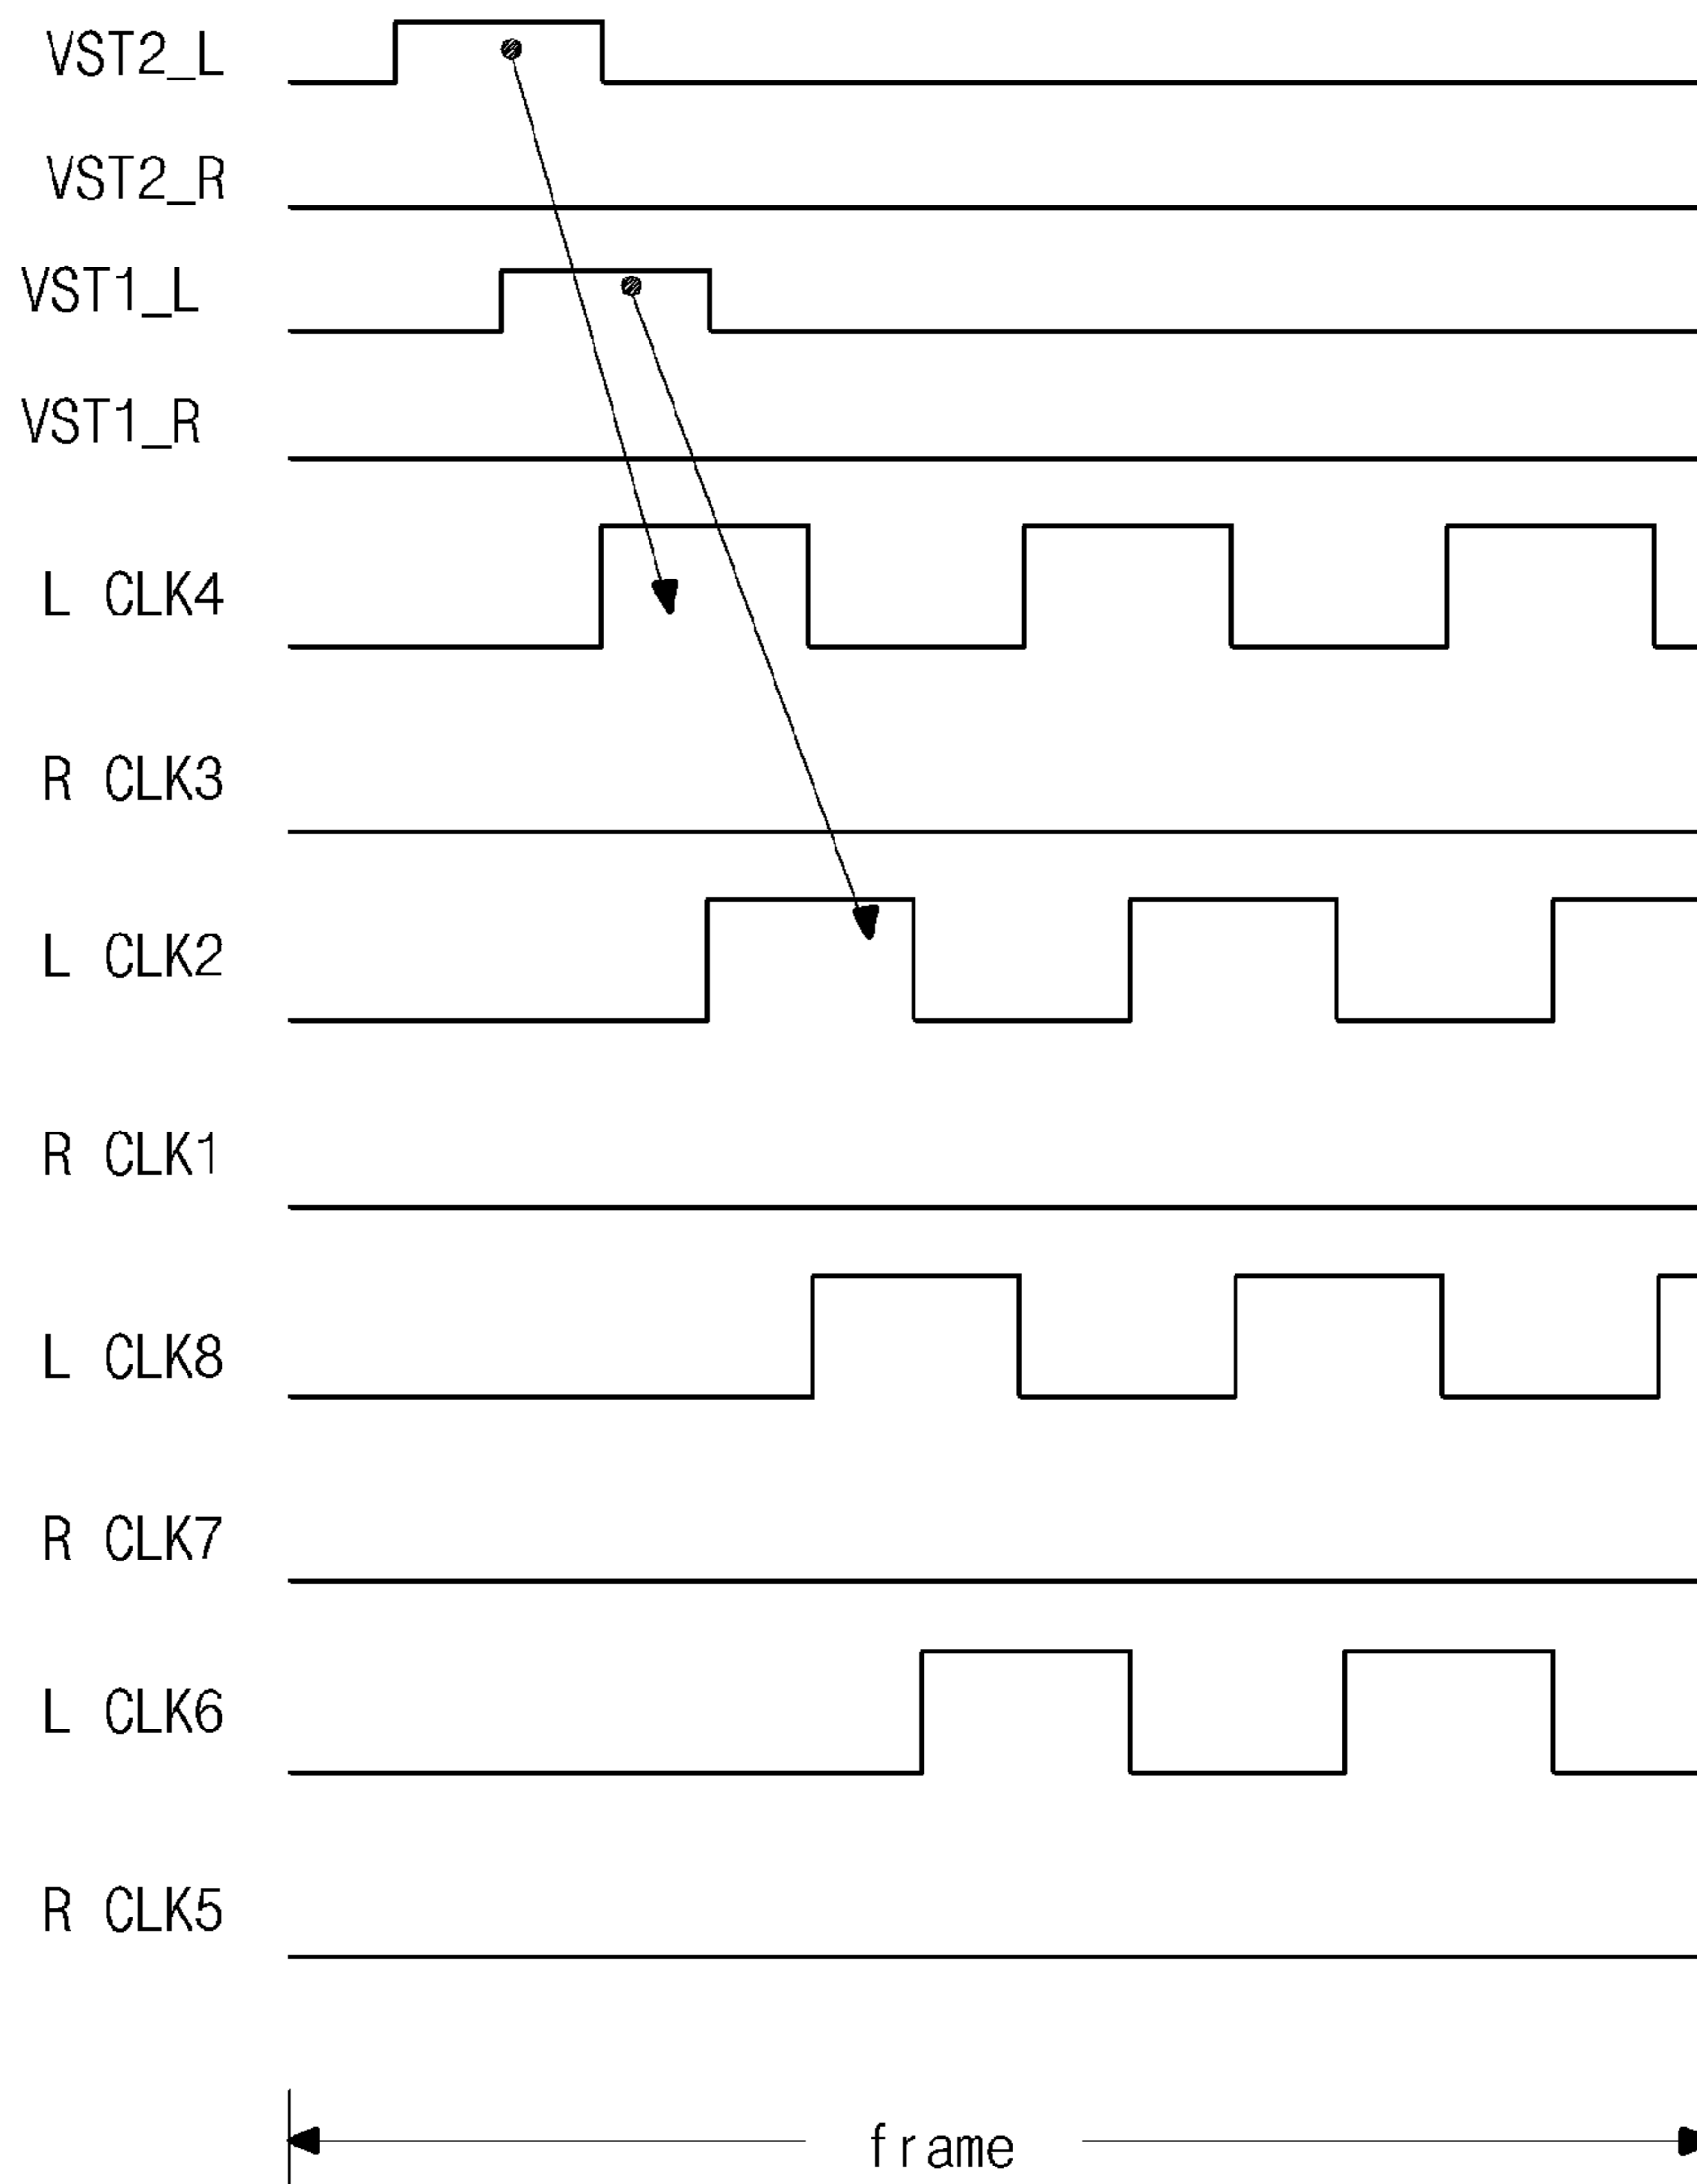 VST2_L
VST2_R
VST1_L
VST1_R
L CLK4
R CLK3
L CLK2
R CLK1
L CLK8
R CLK7
L CLK6
R CLK5
frame